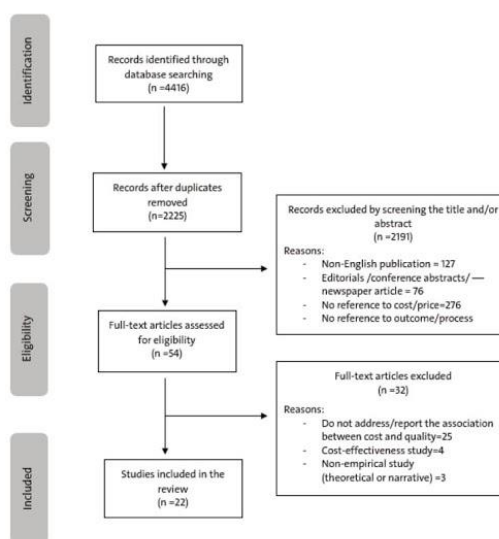 Identification
Records identified through
database searching
(n =4416)
Screening
Records after duplicates
removed
(n=2225)
Records excluded by screening the title and/or
abstract
(n =2191)
Reasons:
- Non-English publication = 127
- Editorials /conference abstracts/ —
newspaper article = 76
- No reference to cost/price=276
- No reference to outcome/process
Eligibility
Full-text articles assessed
for eligibility
(n =54)
Full-text articles excluded
(n =32)
Reasons:
- Do not address/report the association
between cost and quality=25
- Cost-effectiveness study=4
- Non-empirical study
(theoretical or narrative) =3
Included
Studies included in the
review
(n =22)